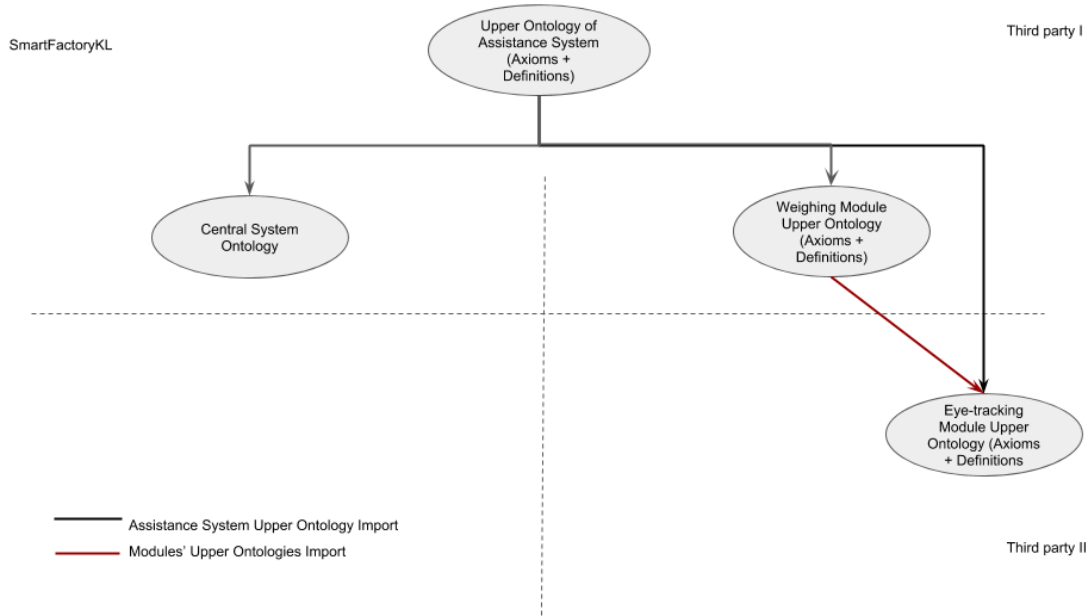 Upper Ontology of
Assistance System
(Axioms +
Definitions)
SmartFactoryKL
Third party I
Central System
Ontology
Weighing Module
Upper Ontology
(Axioms +
Definitions)
Eye-tracking
Module Upper
Ontology (Axioms
+ Definitions
Assistance System Upper Ontology Import
Modules’ Upper Ontologies Import
Third party II